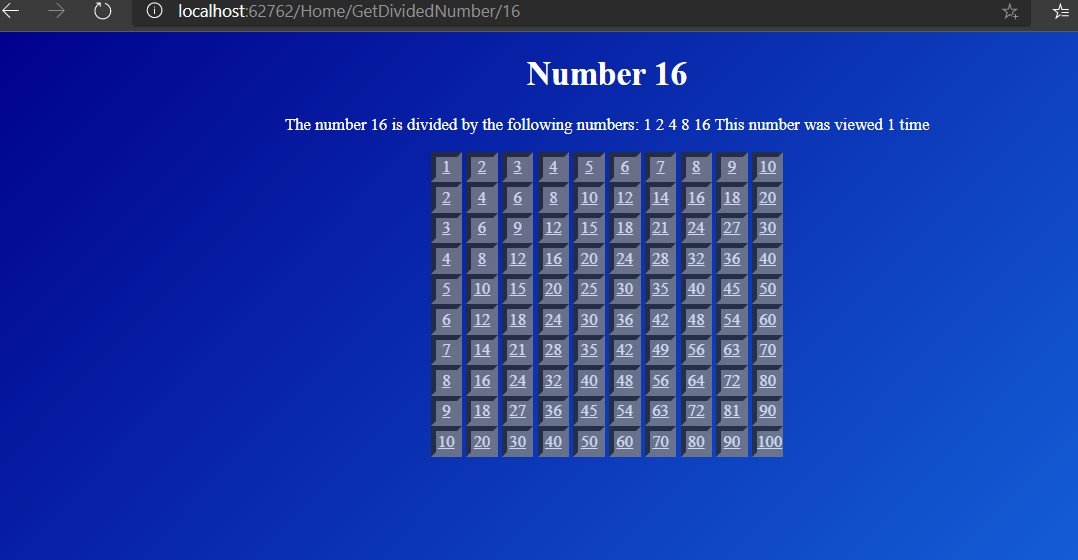 localhost:62762/Home/GetDividedNumber/16
Number 16
The number 16 is divided by the following numbers: 1 2 4 8 16 This number was viewed 1 time
1 2 3 4 5 6 7 8 9 10
2 4 6 8 10 12 14 16 18 20
3 6 9 12 15 18 21 24 27 30
4 8 12 16 20 24 28 32 36 40
5 10 15 20 25 30 35 40 45 50
6 12 18 24 30 36 42 48 54 60
7 14 21 28 35 42 49 56 63 70
8 16 24 32 40 48 56 64 72 80
9 18 27 36 45 54 63 72 81 90
10 20 30 40 50 60 70 80 90 100